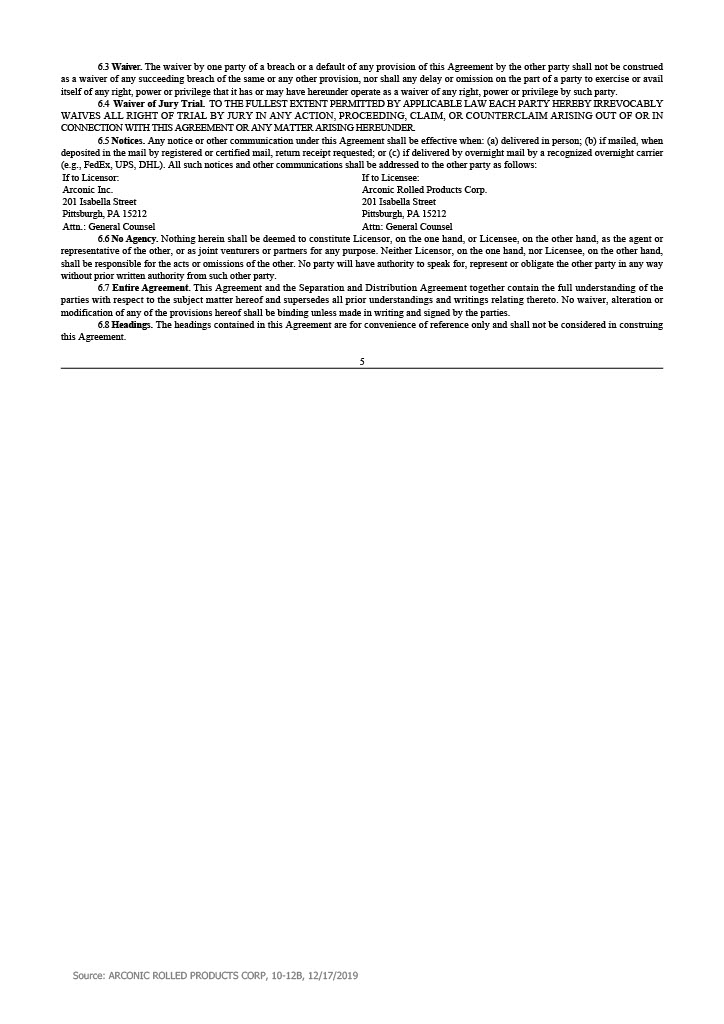 6.3 Waiver. The waiver by one party of a breach or a default of any provision of this Agreement by the other party shall not be construed
as a waiver of any succeeding breach of the same or any other provision, nor shall any delay or omission on the part of a party to exercise or avail
itself of any right, power or privilege that it has or may have hereunder operate as a waiver of any right, power or privilege by such party.
6.4 Waiver of Jury Trial. TO THE FULLEST EXTENT PERMITTED BY APPLICABLE LAW EACH PARTY HEREBY IRREVOCABLY
WAIVES ALL RIGHT OF TRIAL BY JURY IN ANY ACTION, PROCEEDING, CLAIM, OR COUNTERCLAIM ARISING OUT OF OR IN
CONNECTION WITH THIS AGREEMENT OR ANY MATTER ARISING HEREUNDER.
6.5 Notices. Any notice or other communication under this Agreement shall be effective when: (a) delivered in person; (b) if mailed, when
deposited in the mail by registered or certified mail, return receipt requested; or (c) if delivered by overnight mail by a recognized overnight carrier
(e.g., FedEx, UPS, DHL). All such notices and other communications shall be addressed to the other party as follows:
If to Licensor: If to Licensee:
Arconic Inc. Arconic Rolled Products Corp.
201 Isabella Street 201 Isabella Street
Pittsburgh, PA 15212 Pittsburgh, PA 15212
Attn.: General Counsel Attn: General Counsel
6.6 No Agency. Nothing herein shall be deemed to constitute Licensor, on the one hand, or Licensee, on the other hand, as the agent or
representative of the other, or as joint venturers or partners for any purpose. Neither Licensor, on the one hand, nor Licensee, on the other hand,
shall be responsible for the acts or omissions of the other. No party will have authority to speak for, represent or obligate the other party in any way
without prior written authority from such other party.
6.7 Entire Agreement. This Agreement and the Separation and Distribution Agreement together contain the full understanding of the
parties with respect to the subject matter hereof and supersedes all prior understandings and writings relating thereto. No waiver, alteration or
modification of any of the provisions hereof shall be binding unless made in writing and signed by the parties.
6.8 Headings. The headings contained in this Agreement are for convenience of reference only and shall not be considered in construing
this Agreement.
5
Source: ARCONIC ROLLED PRODUCTS CORP, 10-12B, 12/17/2019